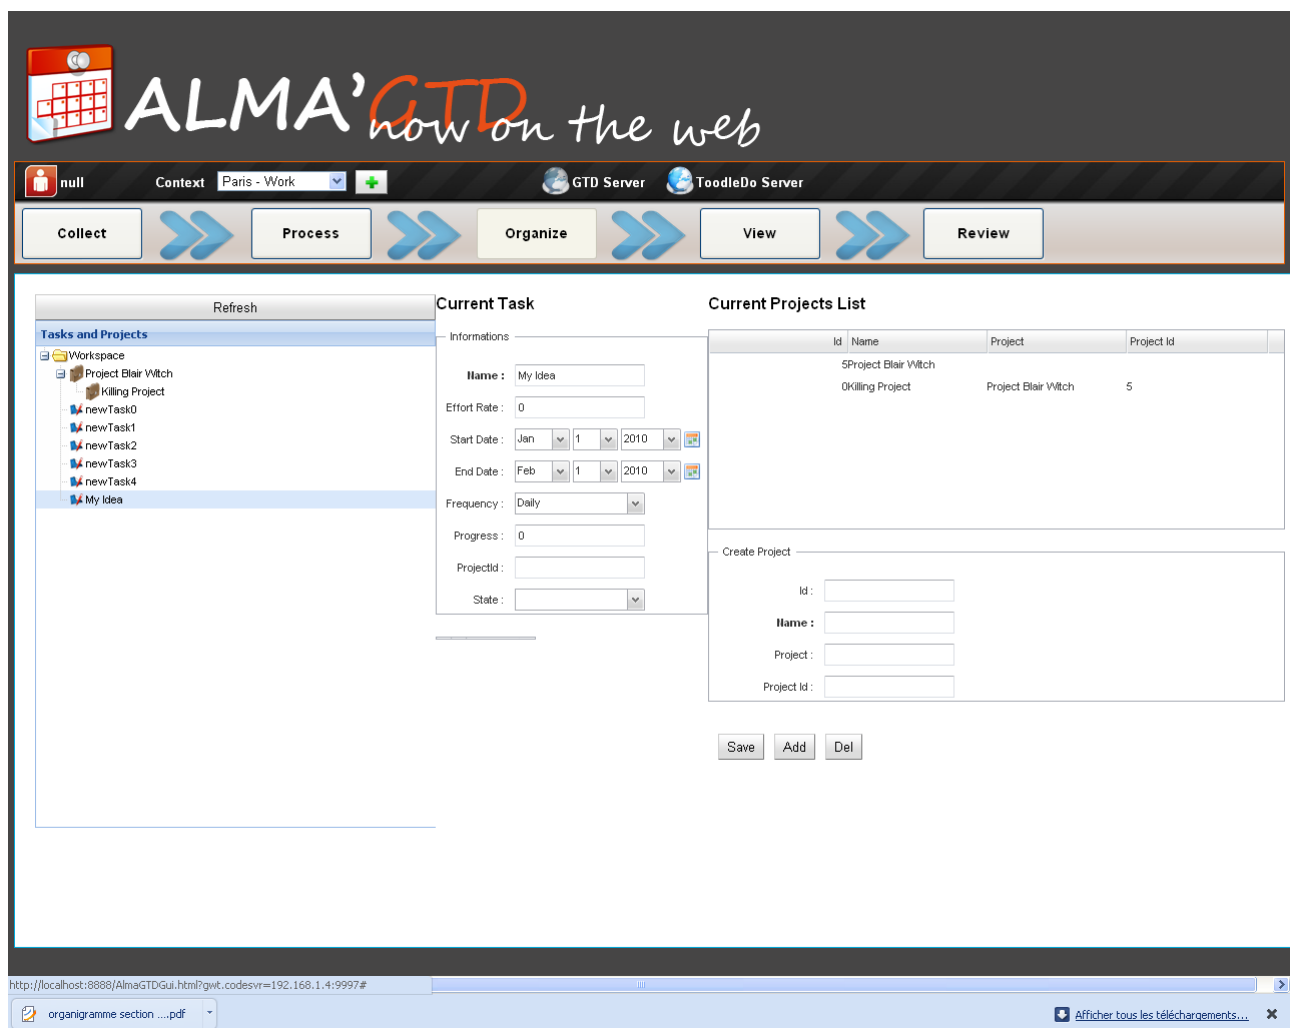 ALMA'GTD
now on the web
null Context Paris - Work GTD Server ToodleDo Server
Collect Process Organize View Review
Refresh
Tasks and Projects
Workspace
Project Blair Witch
Killing Project
newTask0
newTask1
newTask2
newTask3
newTask4
My Idea
Current Task
Informations
Name : My Idea
Effort Rate : 0
Start Date : Jan 1 2010
End Date : Feb 1 2010
Frequency : Daily
Progress : 0
ProjectId :
State :
Current Projects List
Id Name Project Project Id
5 Project Blair Witch
0 Killing Project Project Blair Witch 5
Create Project
Id :
Name :
Project :
Project Id :
Save Add Del
http://localhost:8888/AlmaGTDGui.html?gwt.codesvr=192.168.1.4:9997#
organigramme section ....pdf
Afficher tous les téléchargements...